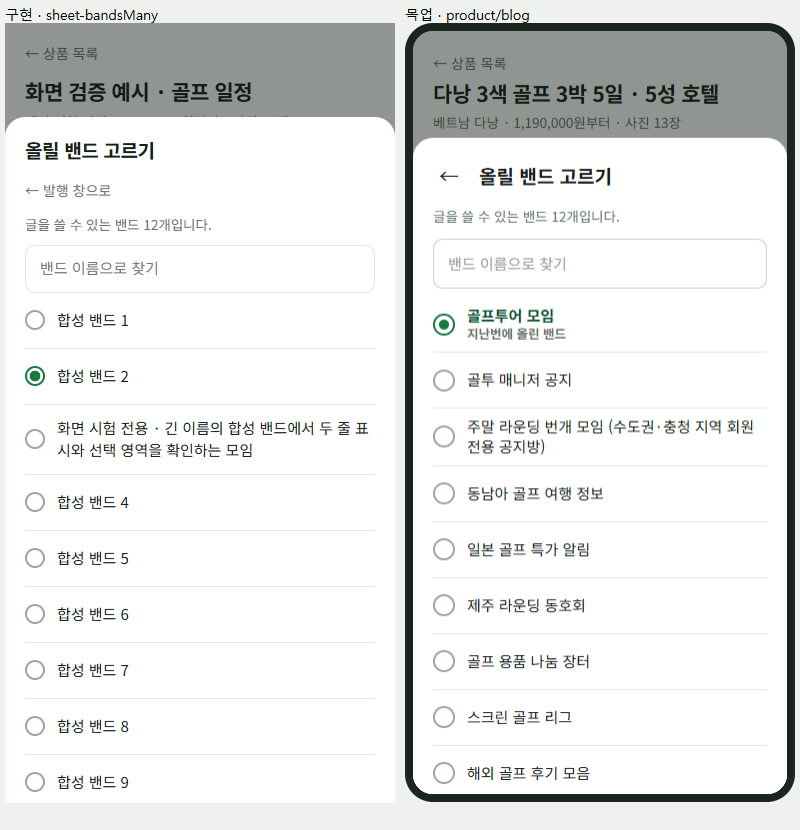 구현 · sheet-bandsMany
← 상품 목록
화면 검증 예시 · 골프 일정
올릴 밴드 고르기
← 발행 창으로
글을 쓸 수 있는 밴드 12개입니다.
밴드 이름으로 찾기
합성 밴드 1
합성 밴드 2
화면 시험 전용 · 긴 이름의 합성 밴드에서 두 줄 표
시와 선택 영역을 확인하는 모임
합성 밴드 4
합성 밴드 5
합성 밴드 6
합성 밴드 7
합성 밴드 8
합성 밴드 9
목업 · product/blog
← 상품 목록
다낭 3색 골프 3박 5일 · 5성 호텔
베트남 다낭 · 1,190,000원부터 · 사진 13장
← 올릴 밴드 고르기
글을 쓸 수 있는 밴드 12개입니다.
밴드 이름으로 찾기
골프투어 모임
지난번에 올린 밴드
골투 매니저 공지
주말 라운딩 번개 모임 (수도권·충청 지역 회원
전용 공지방)
동남아 골프 여행 정보
일본 골프 특가 알림
제주 라운딩 동호회
골프 용품 나눔 장터
스크린 골프 리그
해외 골프 후기 모음